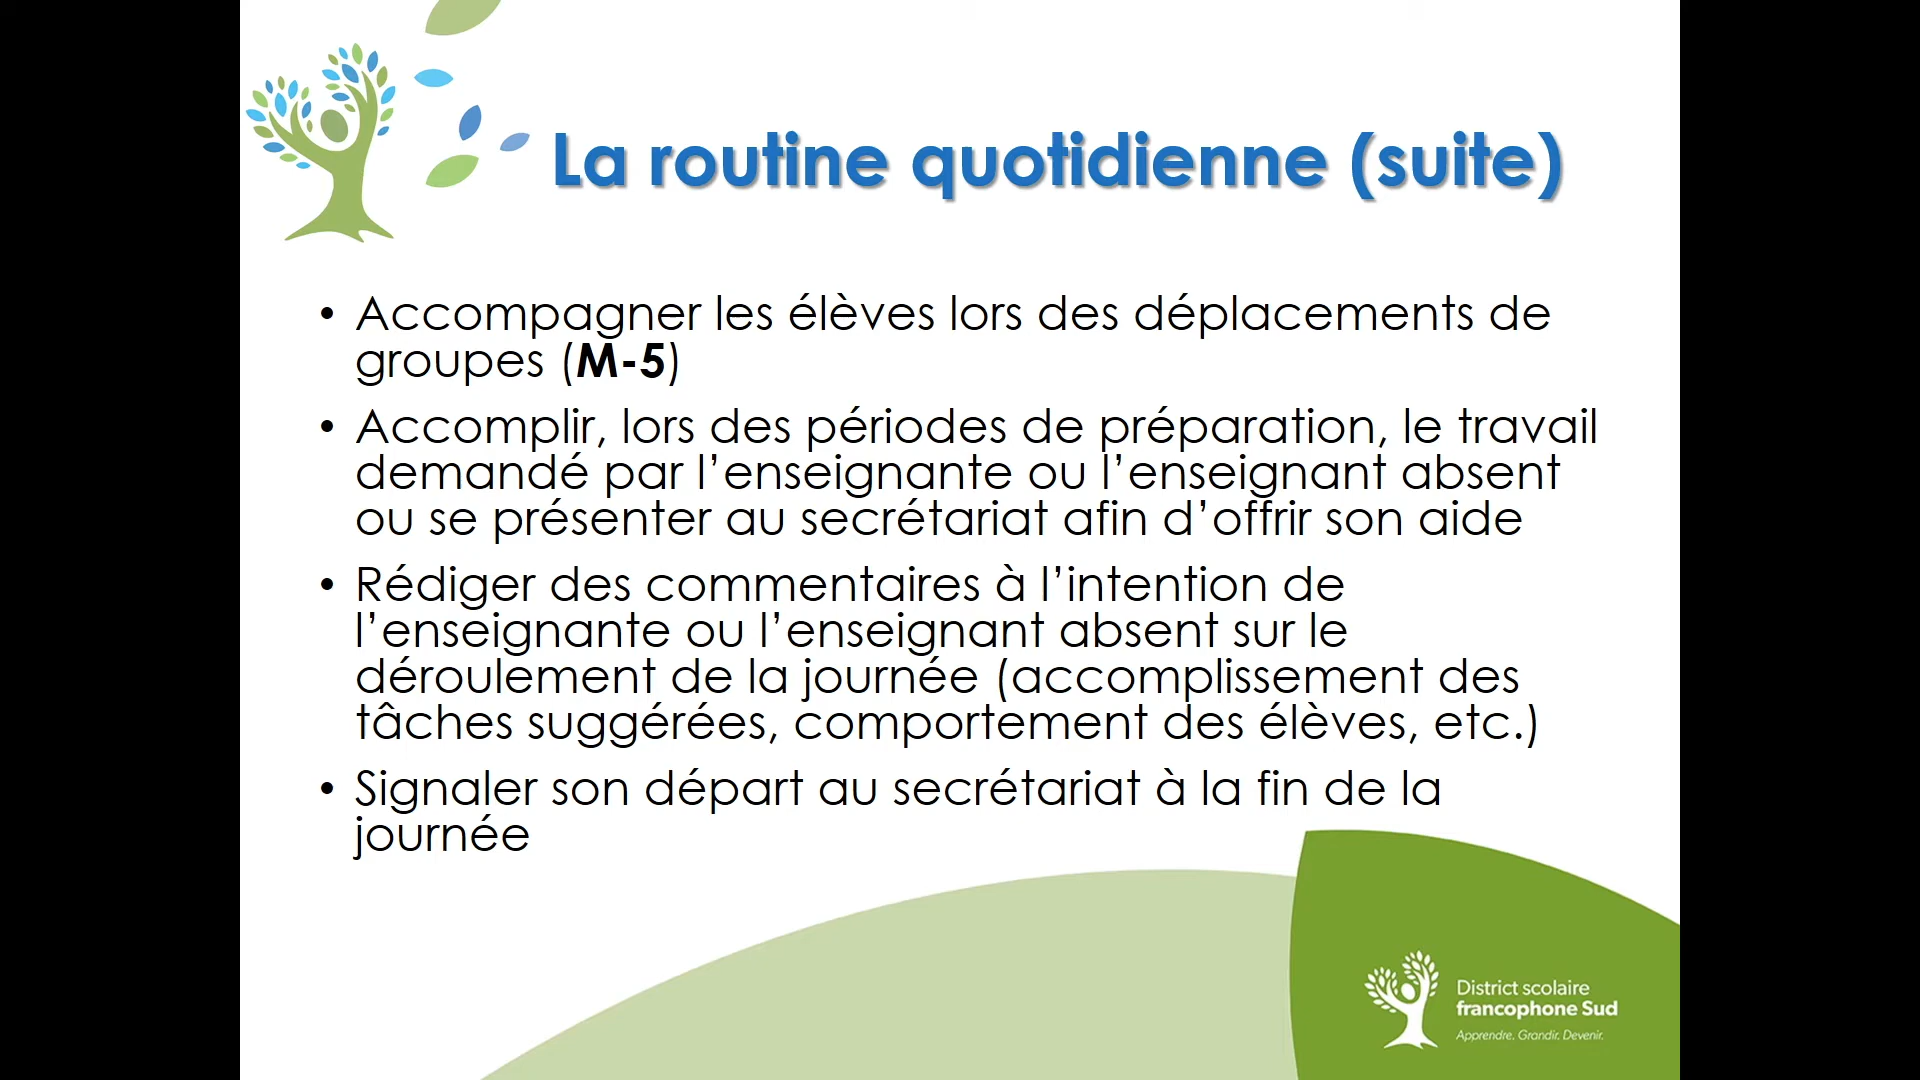 La routine quotidienne (suite)
• Accompagner les élèves lors des déplacements de
groupes (M-5)
• Accomplir, lors des périodes de préparation, le travail
demandé par l’enseignante ou l’enseignant absent
ou se présenter au secrétariat afin d’offrir son aide
• Rédiger des commentaires à l’intention de
l’enseignante ou l’enseignant absent sur le
déroulement de la journée (accomplissement des
tâches suggérées, comportement des élèves, etc.)
• Signaler son départ au secrétariat à la fin de la
journée
District scolaire
francophone Sud
Apprendre. Grandir. Devenir.